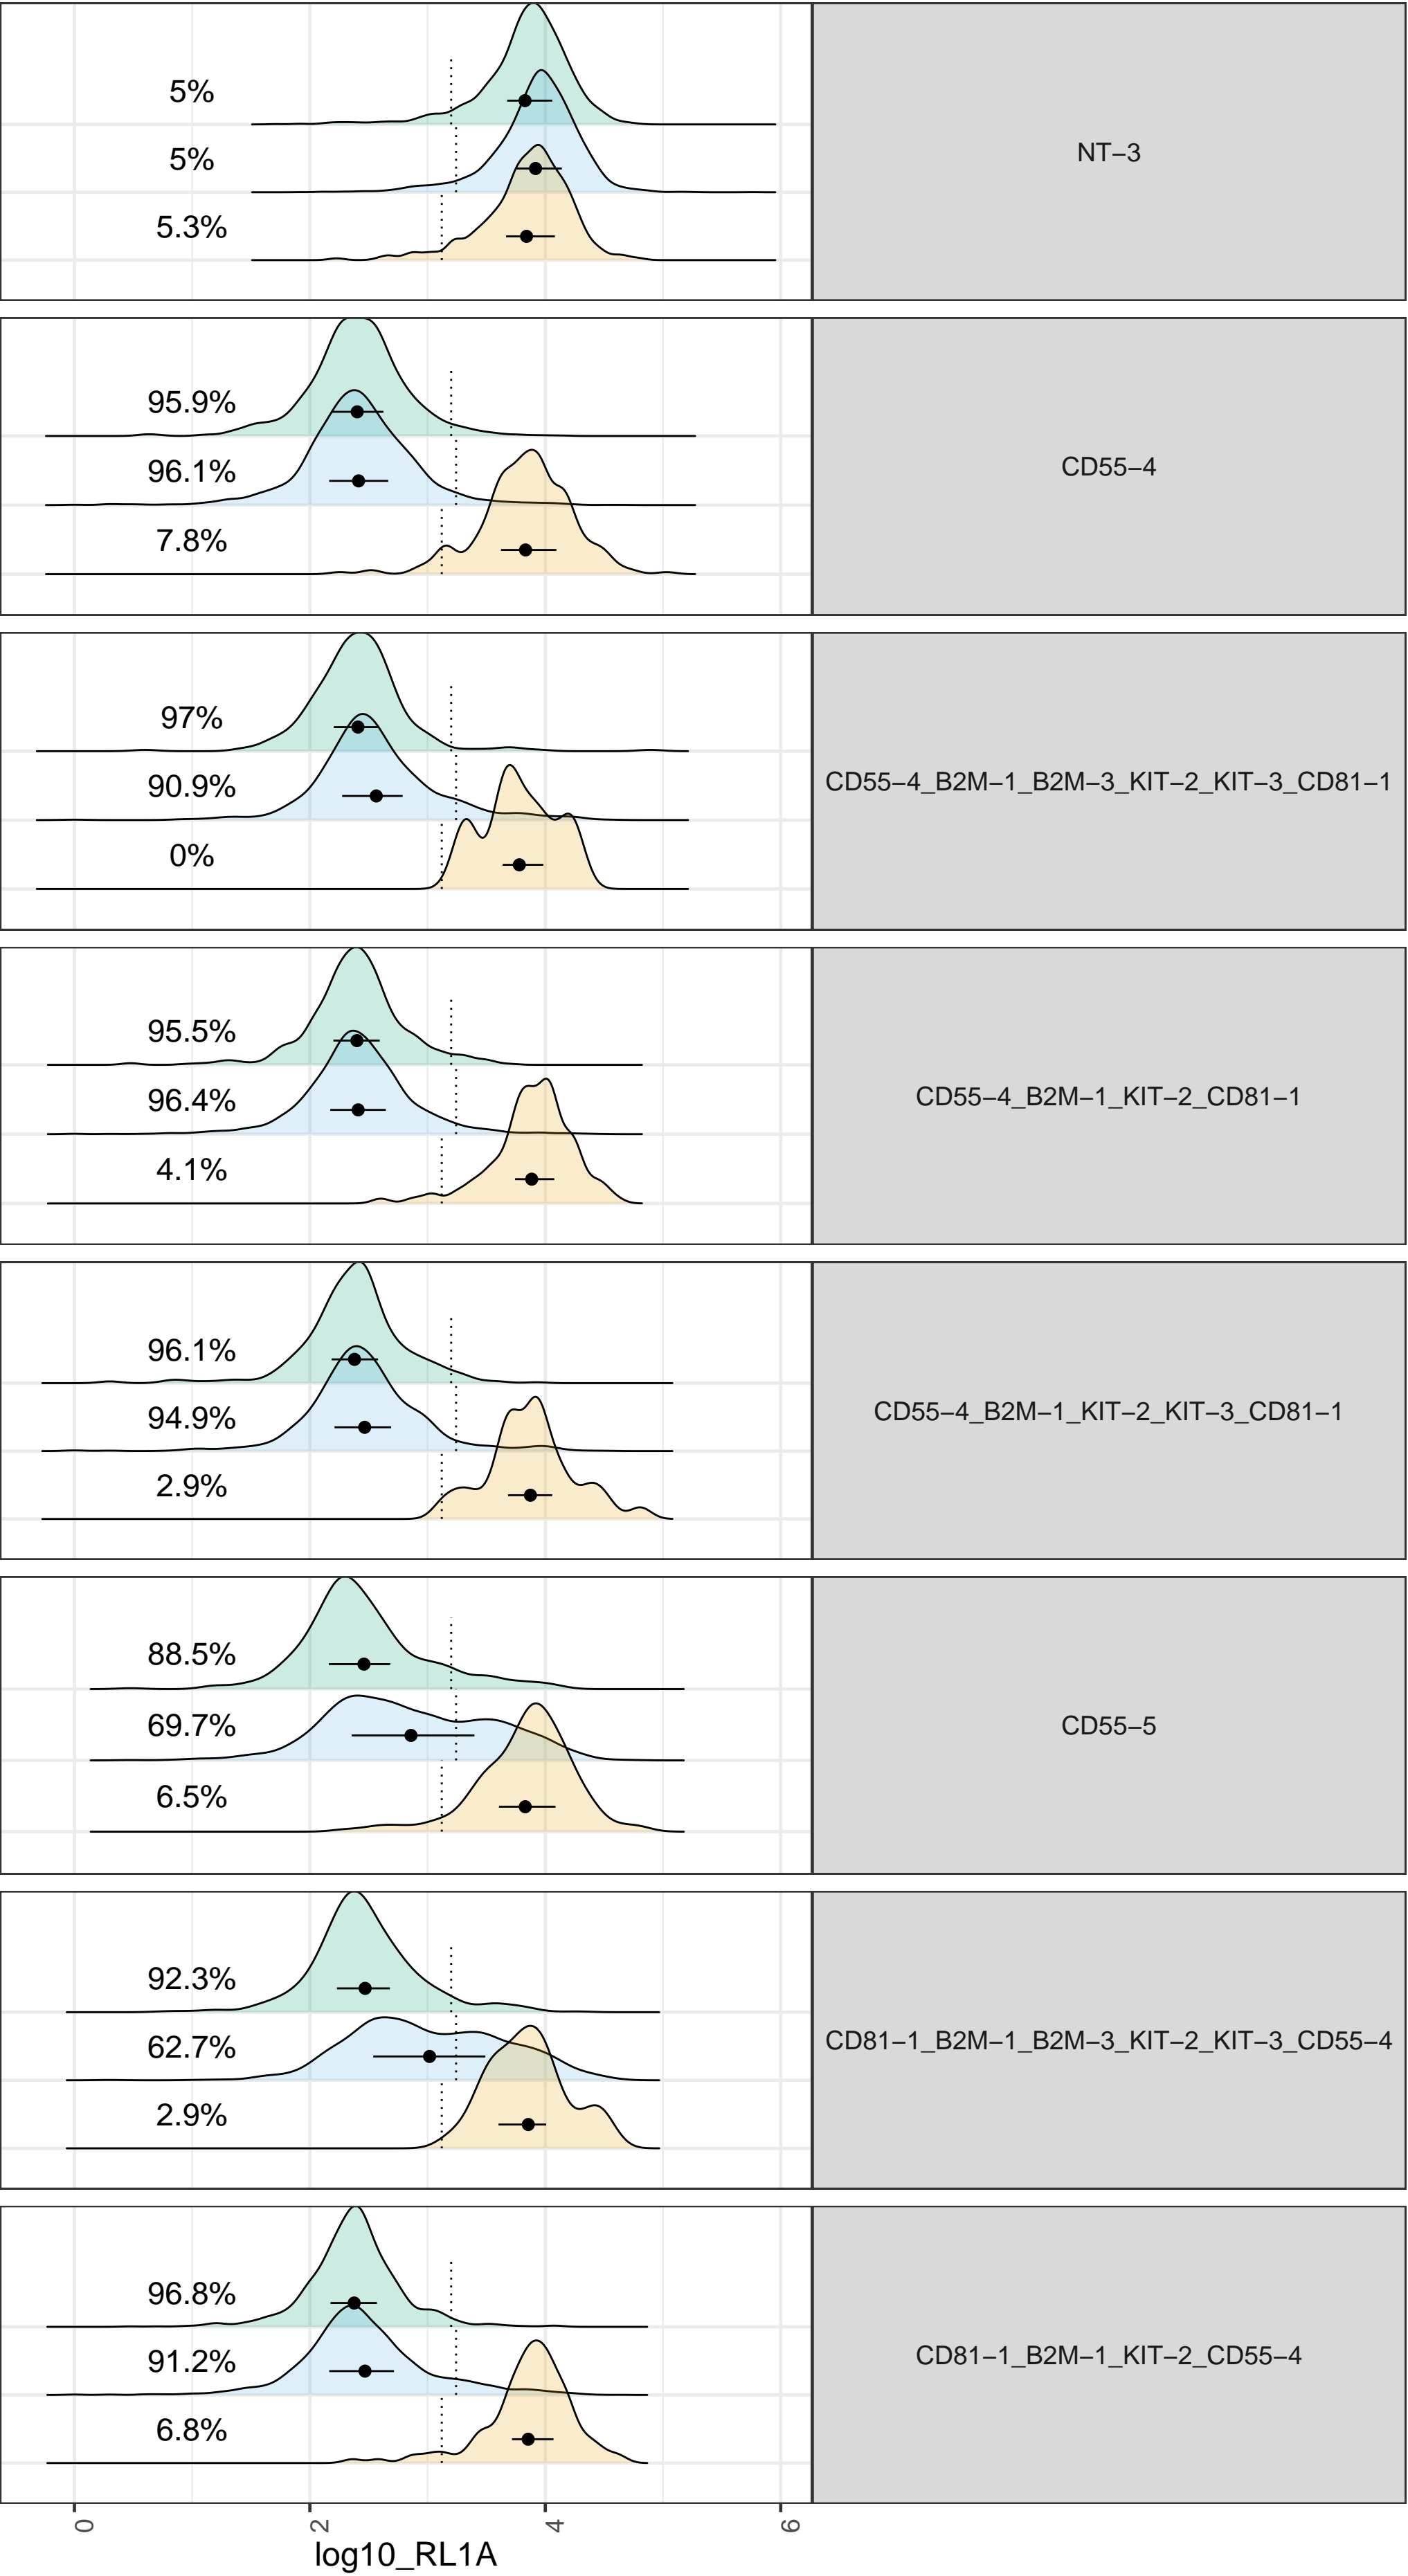 5%
5%
5.3%
NT−3
95.9%
96.1%
7.8%
CD55−4
97%
90.9%
0%
CD55−4_B2M−1_B2M−3_KIT−2_KIT−3_CD81−1
95.5%
96.4%
4.1%
CD55−4_B2M−1_KIT−2_CD81−1
96.1%
94.9%
2.9%
CD55−4_B2M−1_KIT−2_KIT−3_CD81−1
88.5%
69.7%
6.5%
CD55−5
92.3%
62.7%
2.9%
CD81−1_B2M−1_B2M−3_KIT−2_KIT−3_CD55−4
96.8%
91.2%
6.8%
CD81−1_B2M−1_KIT−2_CD55−4
0 2 4 6
log10_RL1A